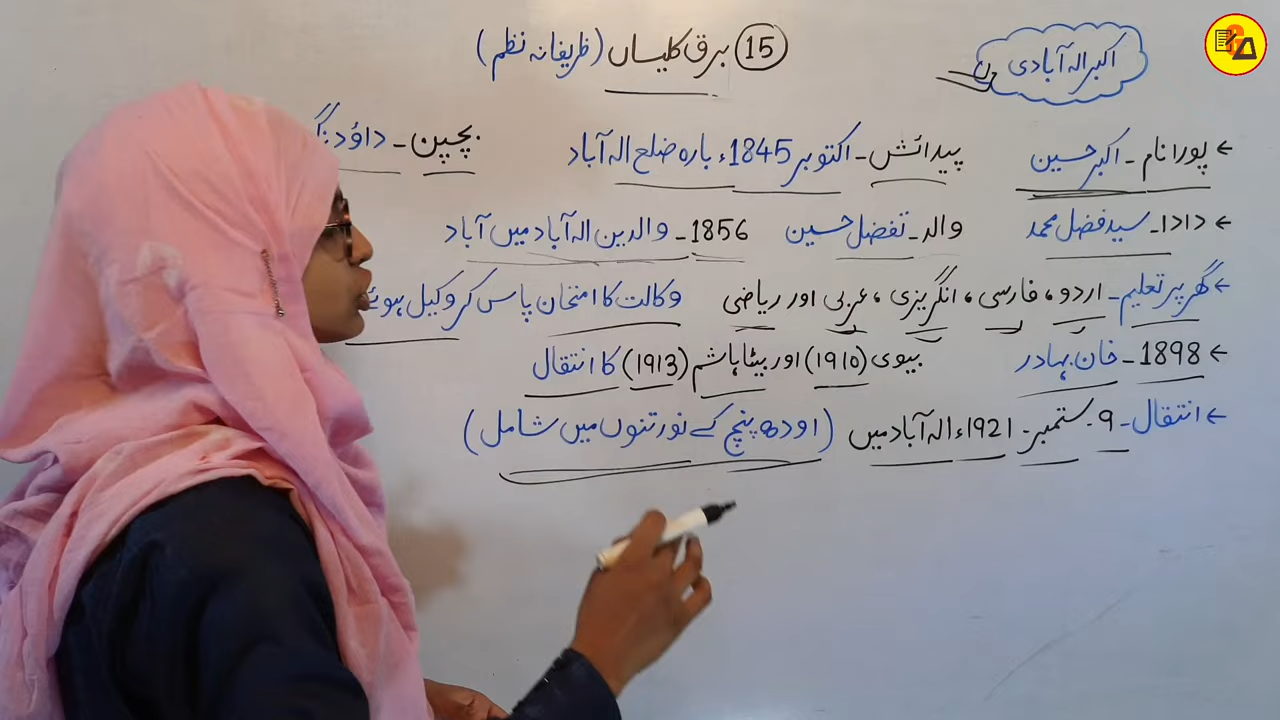 15 برق کلیساں (ظریفانہ نظم)
اکبر الہ آبادی
← پورا نام - اکبر حسین پیدائش - اکتوبر 1845ء بارہ ضلع الہ آباد بچپن - داؤد
← دادا - سید فضل محمد والد - تفضل حسین 1856 - والدین الہ آباد میں آباد
← گھر پر تعلیم - اردو، فارسی، انگریزی، عربی اور ریاضی وکالت کا امتحان پاس کر وکیل ہوئے
← 1898 - خان بہادر بیوی (1910) اور بیٹا ہاشم (1913) کا انتقال
← انتقال - 9 - ستمبر - 1921ء الہ آباد میں (اودھ پنچ کے نورتنوں میں شامل)